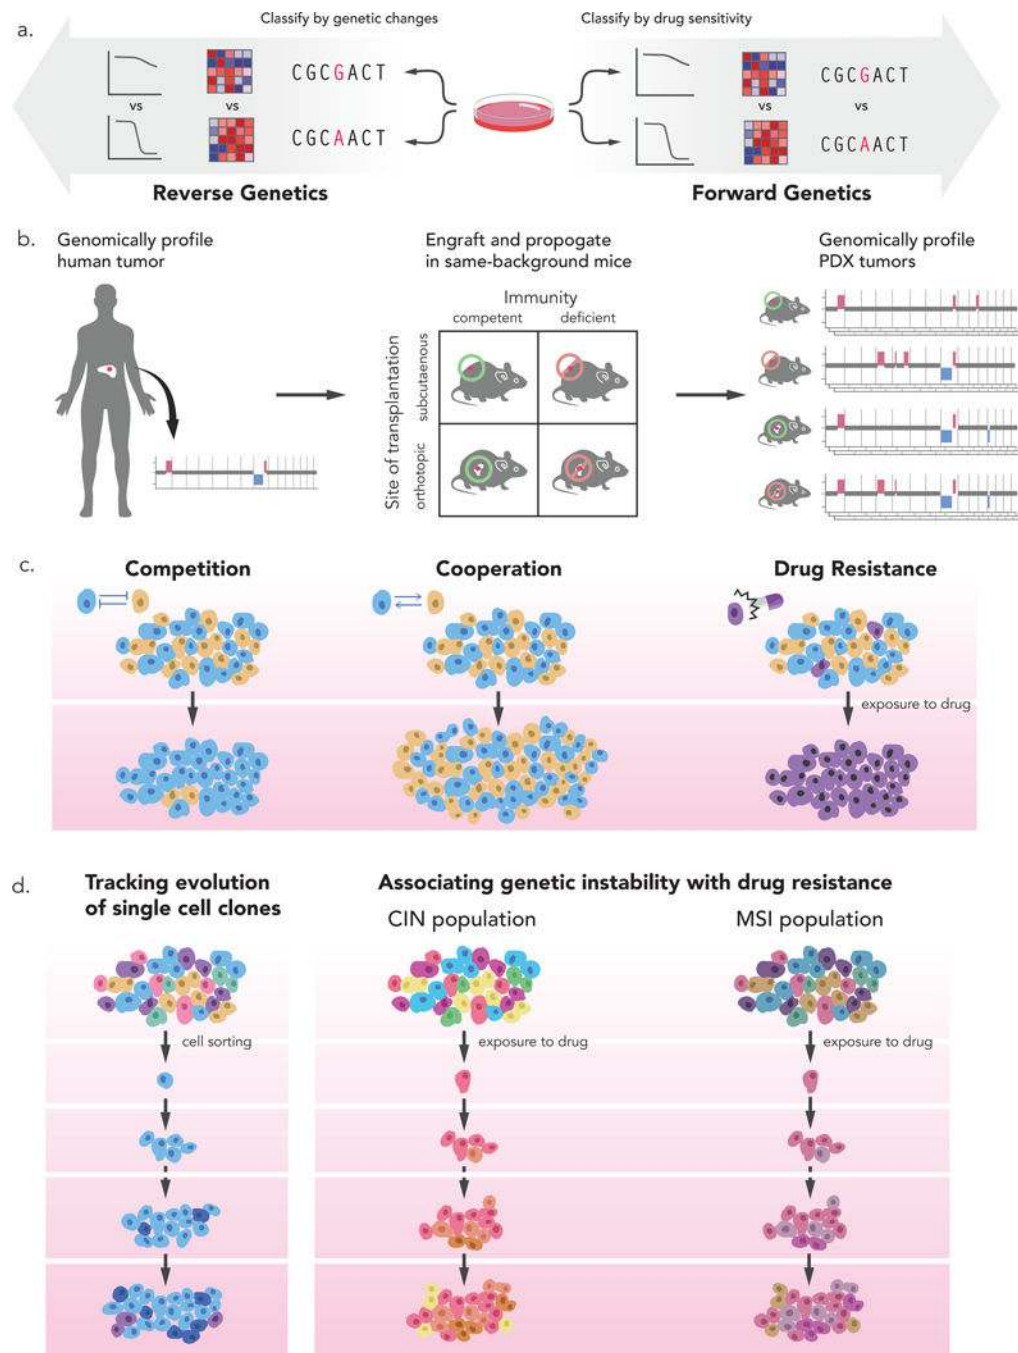 a.
Classify by genetic changes
Classify by drug sensitivity
vs
vs
CGCGACT
CGCAACT
vs
vs
vs
CGCGACT
CGCAACT
Reverse Genetics
Forward Genetics
b.
Genomically profile
human tumor
Engraft and propogate
in same-background mice
Genomically profile
PDX tumors
Immunity
competent
deficient
Site of transplantation
subcutaenous
orthotopic
c.
Competition
Cooperation
Drug Resistance
exposure to drug
d.
Tracking evolution
of single cell clones
Associating genetic instability with drug resistance
CIN population
MSI population
cell sorting
exposure to drug
exposure to drug